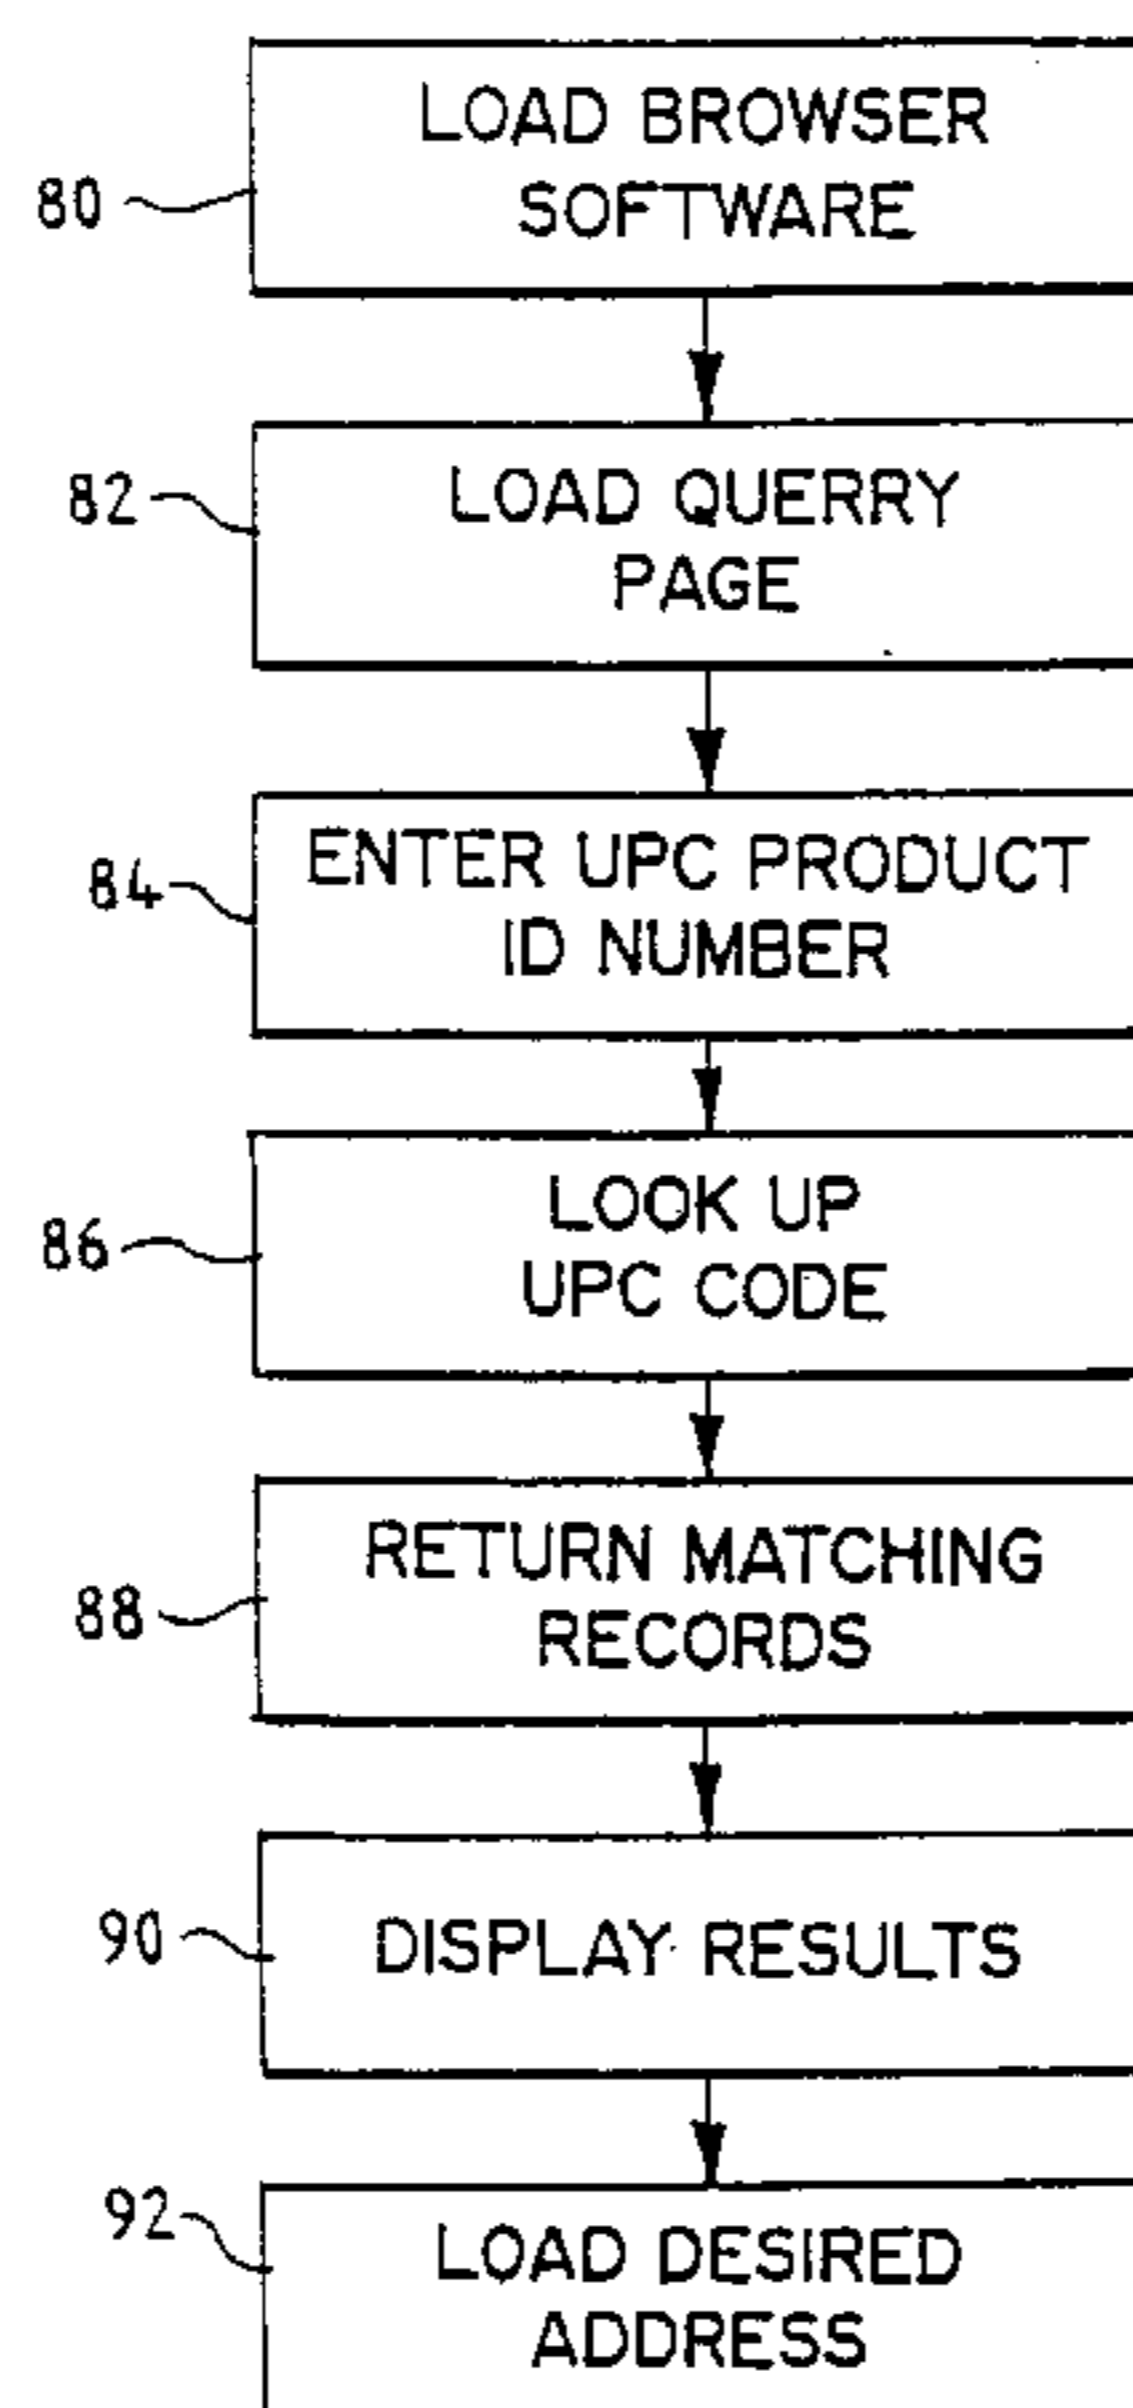 LOAD BROWSER
SOFTWARE
80
LOAD QUERRY
PAGE
82
ENTER UPC PRODUCT
ID NUMBER
84
LOOK UP
UPC CODE
86
RETURN MATCHING
RECORDS
88
DISPLAY RESULTS
90
LOAD DESIRED
ADDRESS
92